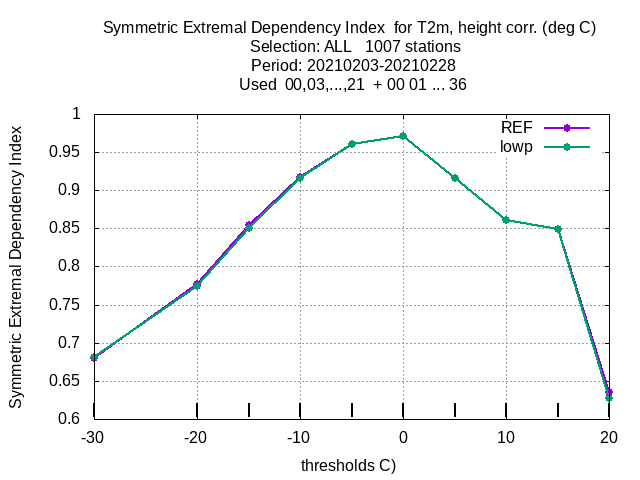 Symmetric Extremal Dependency Index  for T2m, height corr. (deg C)
Selection: ALL   1007 stations
Period: 20210203-20210228
Used  00,03,...,21  + 00 01 ... 36
Symmetric Extremal Dependency Index
1
0.95
0.9
0.85
0.8
0.75
0.7
0.65
0.6
REF
lowp
-30
-20
-10
0
10
20
thresholds C)